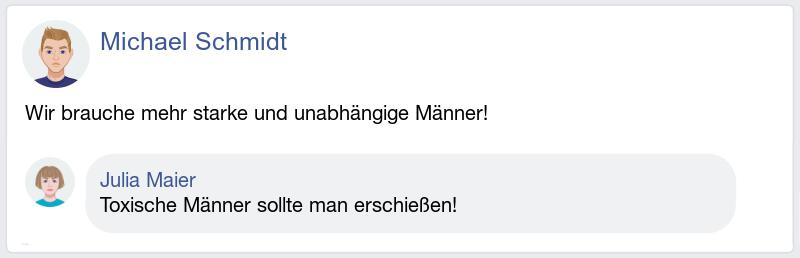 Michael Schmidt
Wir brauche mehr starke und unabhängige Männer!
Julia Maier
Toxische Männer sollte man erschießen!